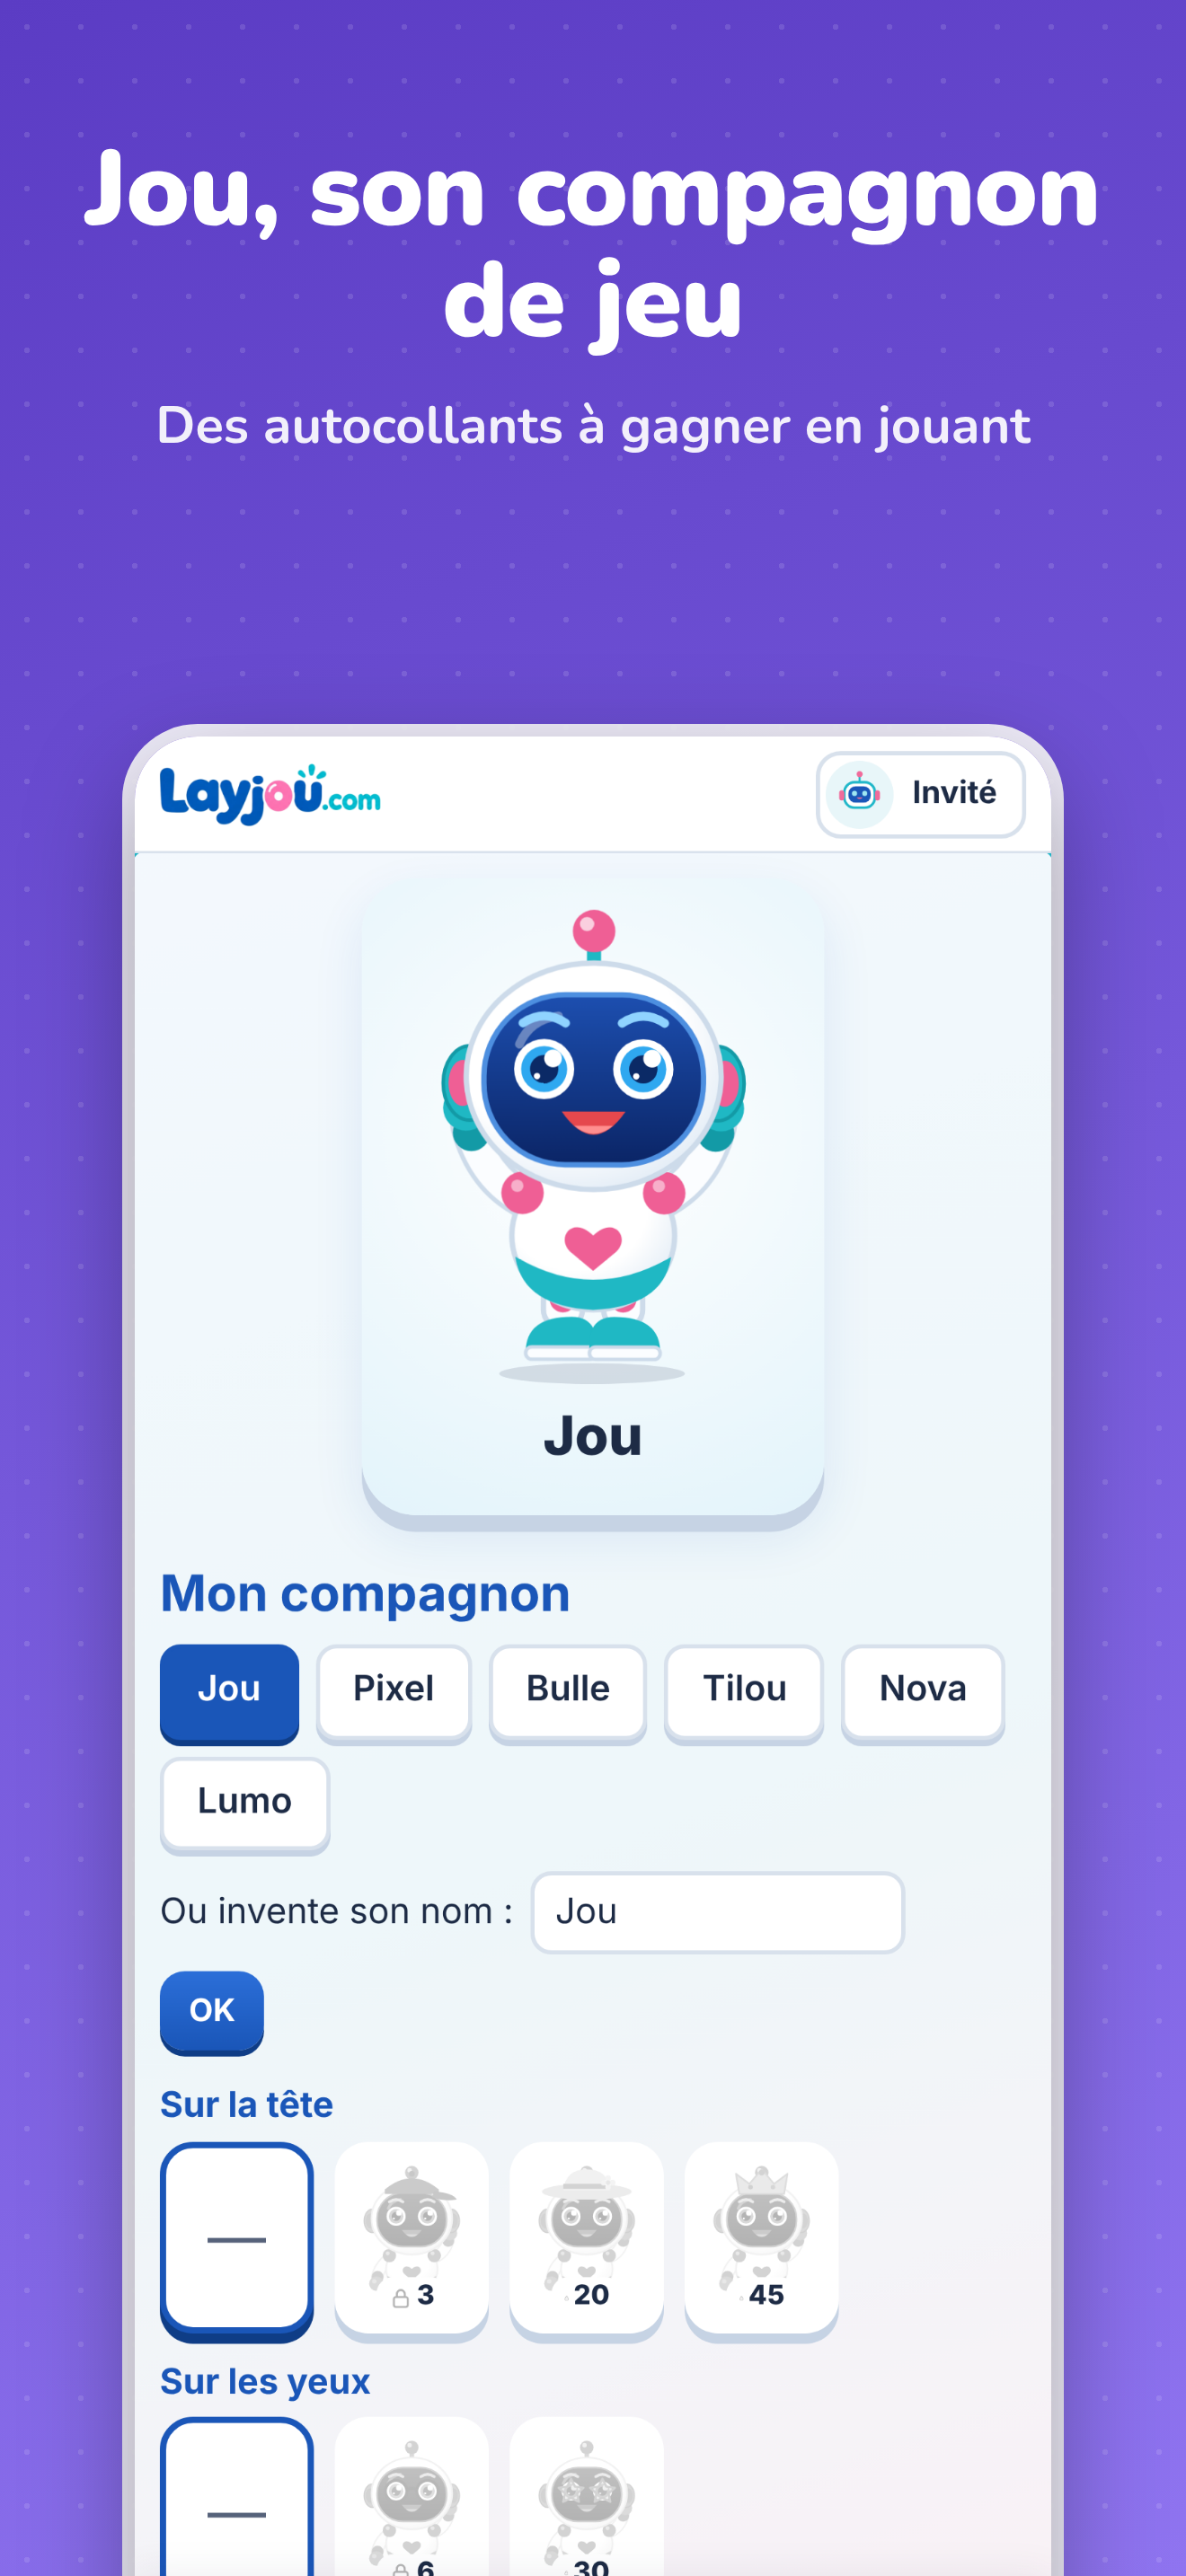 Jou, son compagnon
de jeu
Des autocollants à gagner en jouant
Layjou.com
Invité
Jou
Mon compagnon
Jou
Pixel
Bulle
Tilou
Nova
Lumo
Ou invente son nom :
Jou
OK
Sur la tête
—
3
20
45
Sur les yeux
—
6
30